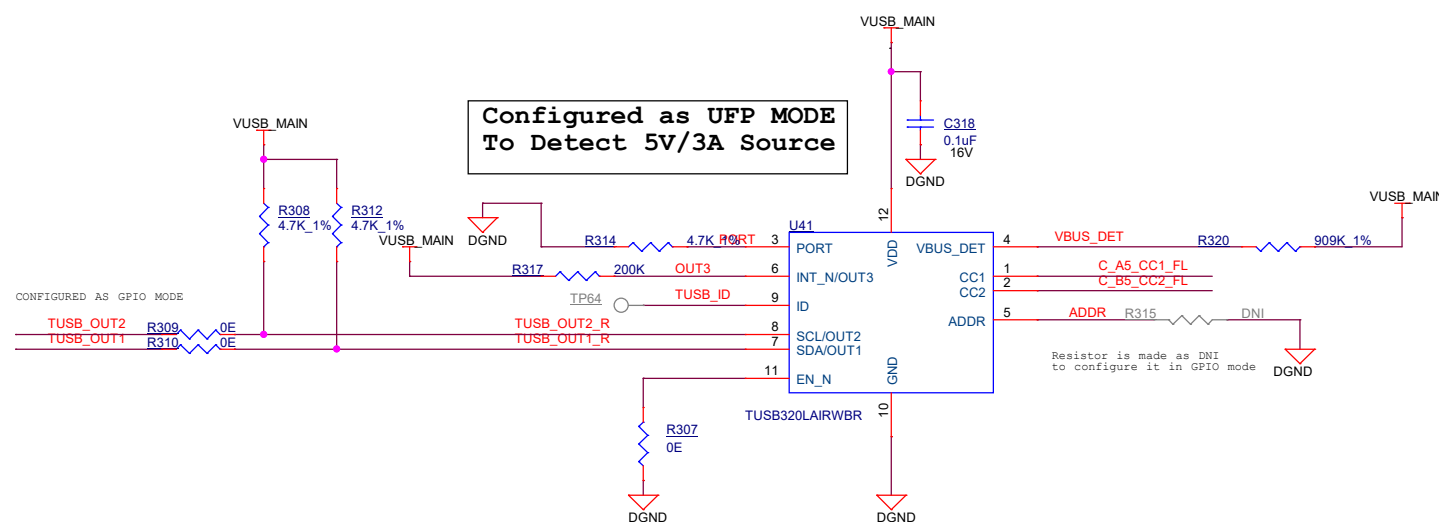 VUSB_MAIN
Configured as UFP MODE
To Detect 5V/3A Source
C318
0.1uF
16V
DGND
VUSB_MAIN
R308
4.7K_1%
R312
4.7K_1%
VUSB_MAIN
DGND
R314
4.7K_1%
PORT
3
U41
PORT
12
VDD
VBUS_DET
4
VBUS_DET
R320
909K_1%
VUSB_MAIN
R317
200K
OUT3
6
INT_N/OUT3
CC1
1
C_A5_CC1_FL
CC2
2
C_B5_CC2_FL
TP64
TUSB_ID
9
ID
ADDR
5
ADDR
R315
DNI
DGND
Resistor is made as DNI
to configure it in GPIO mode
CONFIGURED AS GPIO MODE
TUSB_OUT2
R309
0E
TUSB_OUT2_R
8
SCL/OUT2
TUSB_OUT1
R310
0E
TUSB_OUT1_R
7
SDA/OUT1
11
EN_N
GND
10
TUSB320LAIRWBR
R307
0E
DGND
DGND